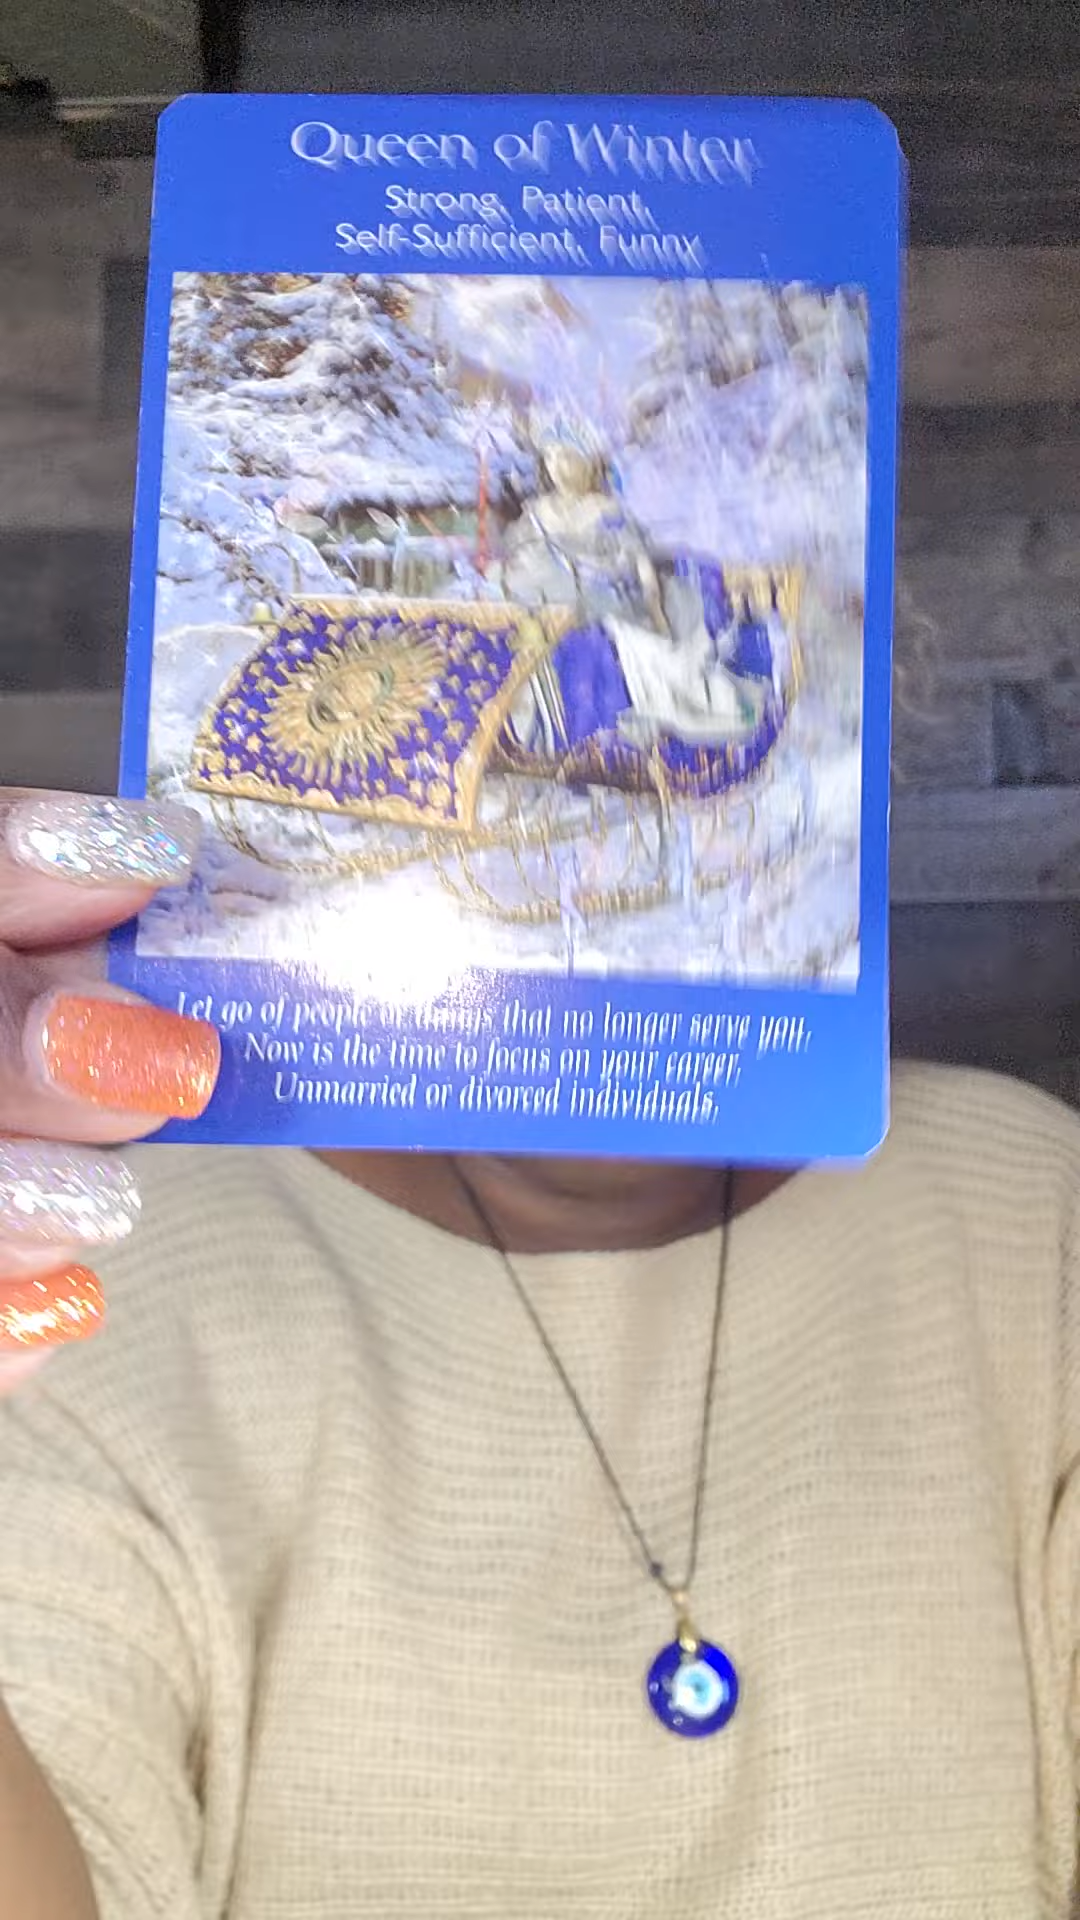 Queen of Winter
Strong, Patient,
Self-Sufficient, Funny
Let go of people or things that no longer serve you.
Now is the time to focus on your career.
Unmarried or divorced individuals.